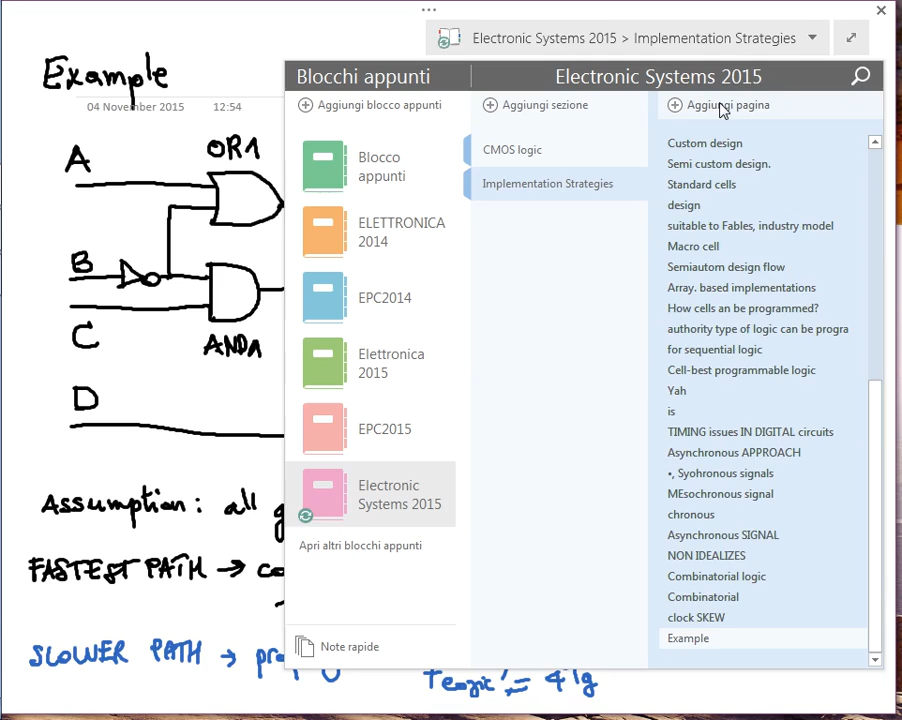 Electronic Systems 2015 > Implementation Strategies
Example
04 November 2015 12:54
Blocchi appunti
Electronic Systems 2015
Aggiungi blocco appunti
Aggiungi sezione
Aggiungi pagina
Blocco
appunti
ELETTRONICA
2014
EPC2014
Elettronica
2015
EPC2015
Electronic
Systems 2015
Apri altri blocchi appunti
Note rapide
CMOS logic
Implementation Strategies
Custom design
Semi custom design.
Standard cells
design
suitable to Fables, industry model
Macro cell
Semiautom design flow
Array. based implementations
How cells an be programmed?
authority type of logic can be progra
for sequential logic
Cell-best programmable logic
Yah
is
TIMING issues IN DIGITAL circuits
Asynchronous APPROACH
•, Syohronous signals
MEsochronous signal
chronous
Asynchronous SIGNAL
NON IDEALIZES
Combinatorial logic
Combinatorial
clock SKEW
Example
A
OR1
B
C
AND1
D
Assumption: all
FASTEST PATH → co
SLOWER PATH →